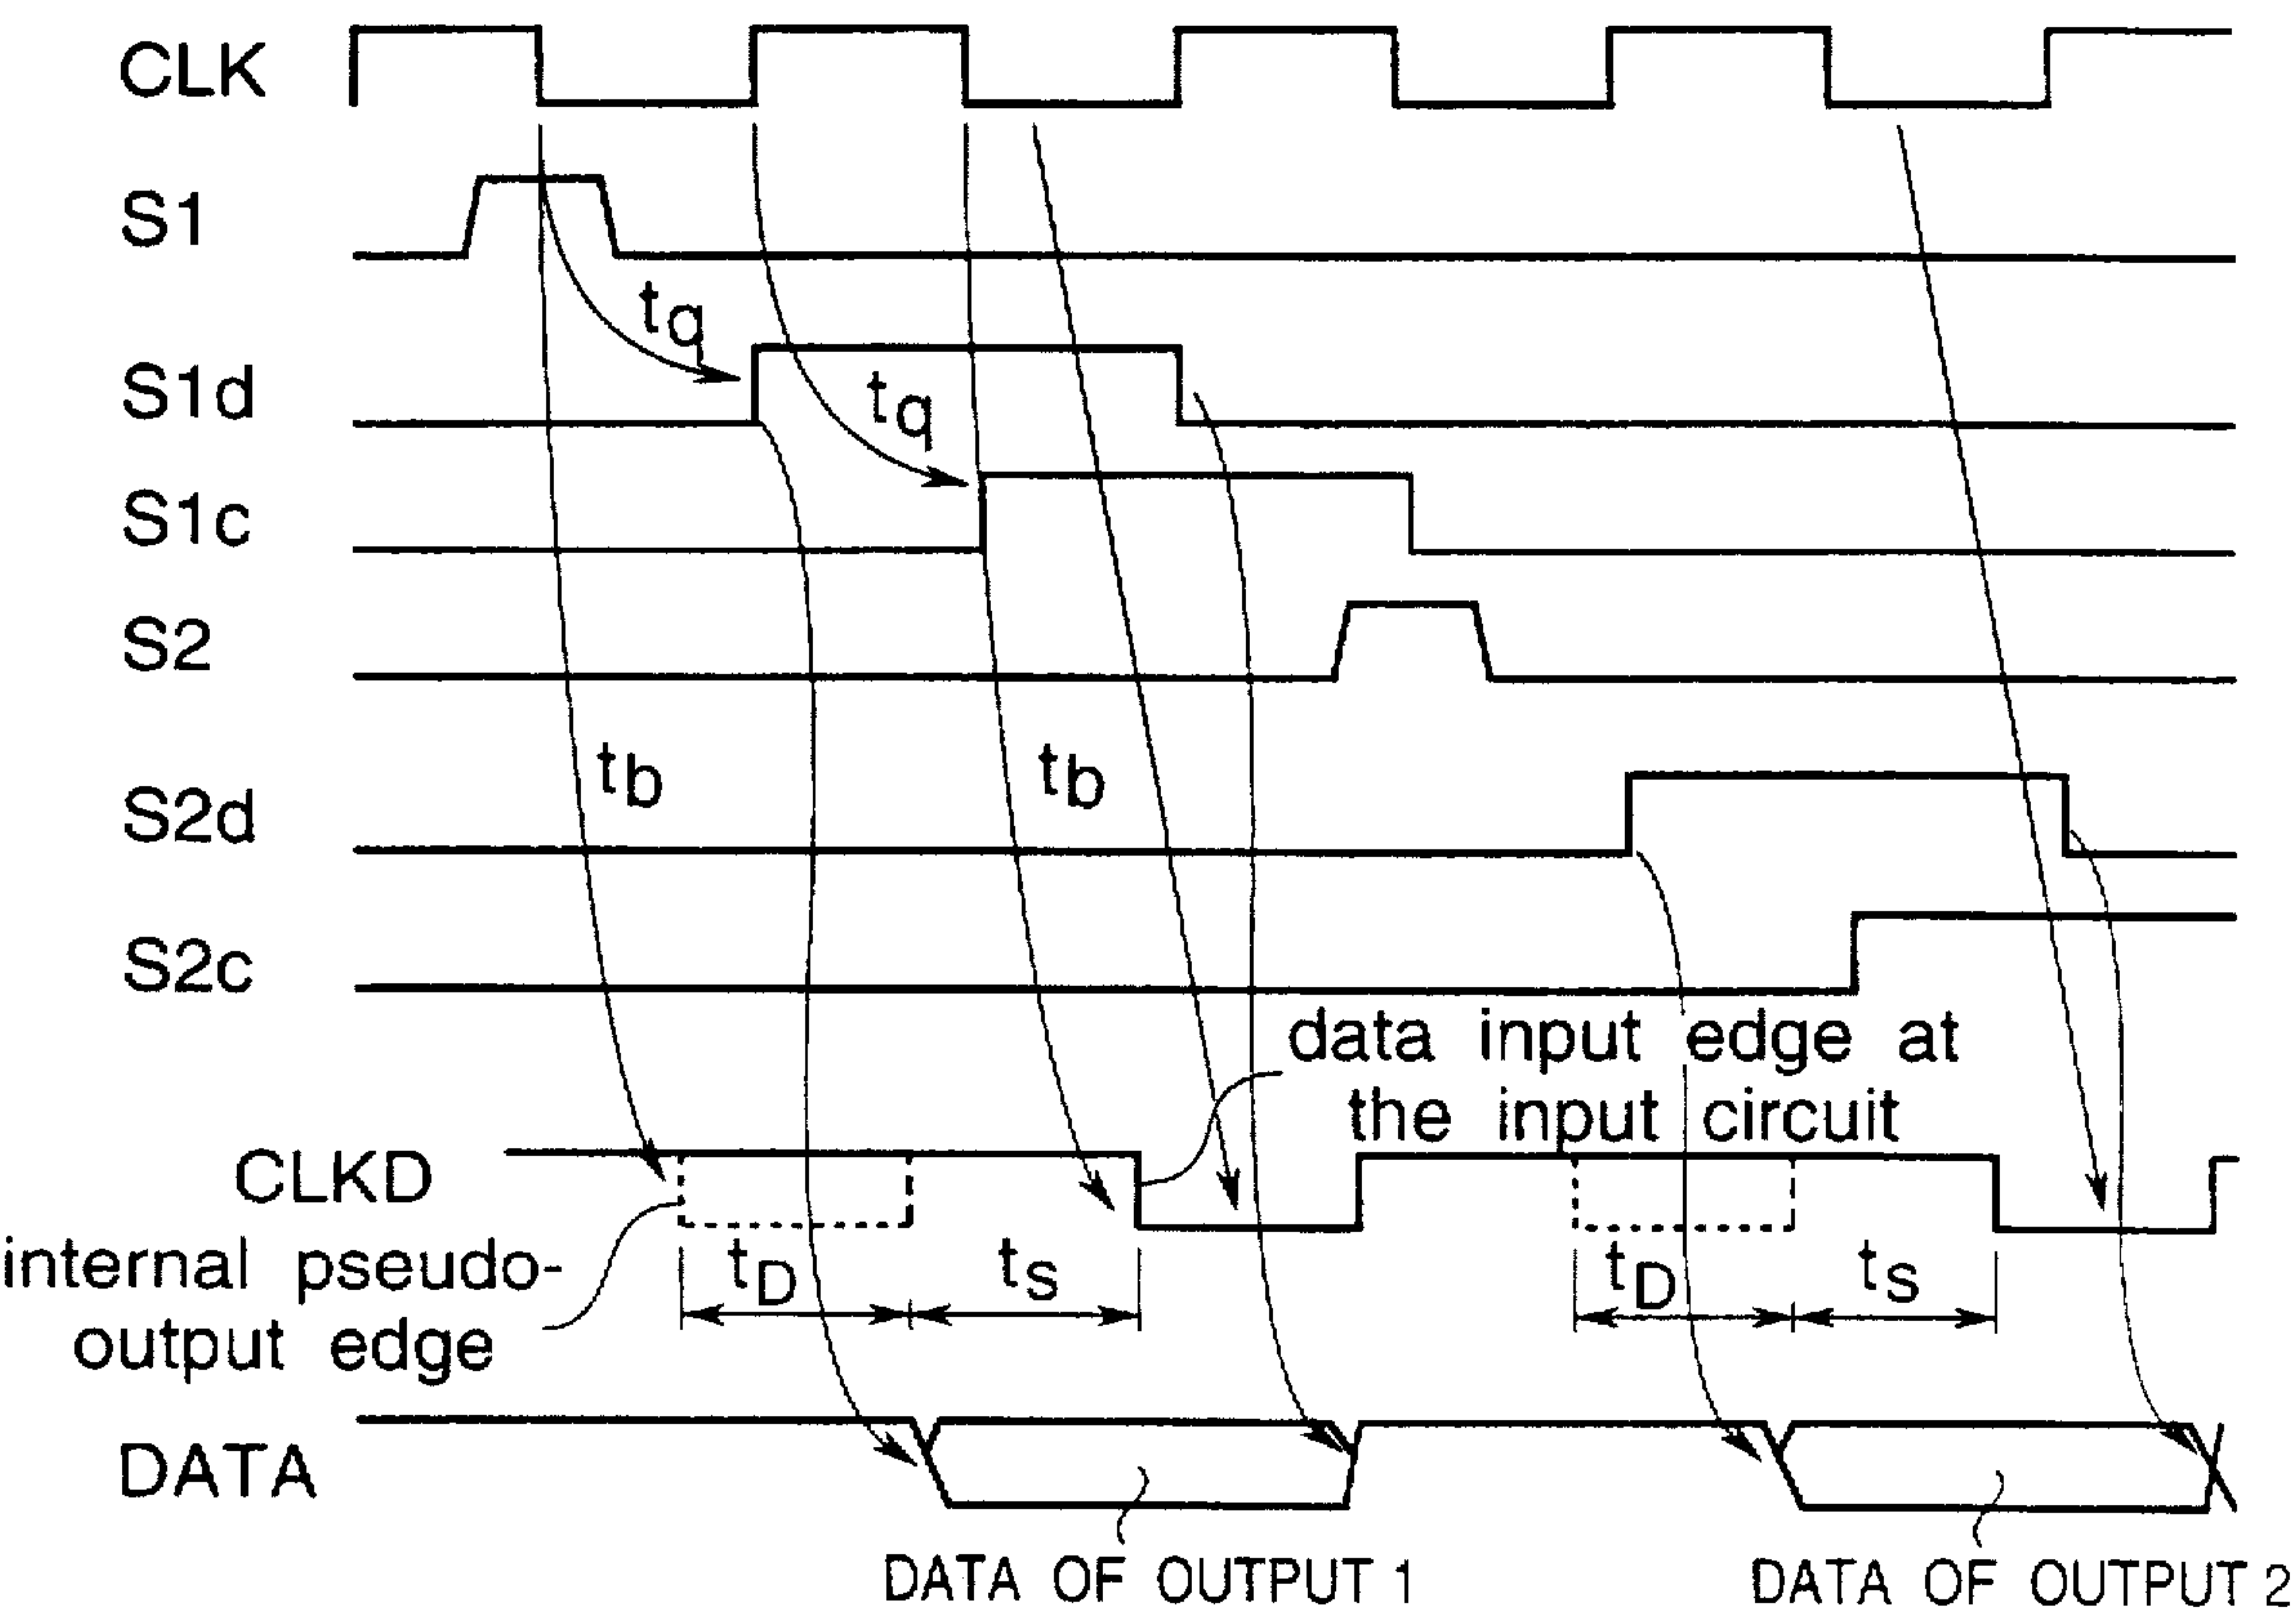 CLK
S1
tq
S1d
tq
S1c
S2
tb tb
S2d
S2c
data input edge at
the input circuit
CLKD
internal pseudo-
output edge
tD ts tD ts
DATA
DATA OF OUTPUT 1 DATA OF OUTPUT 2